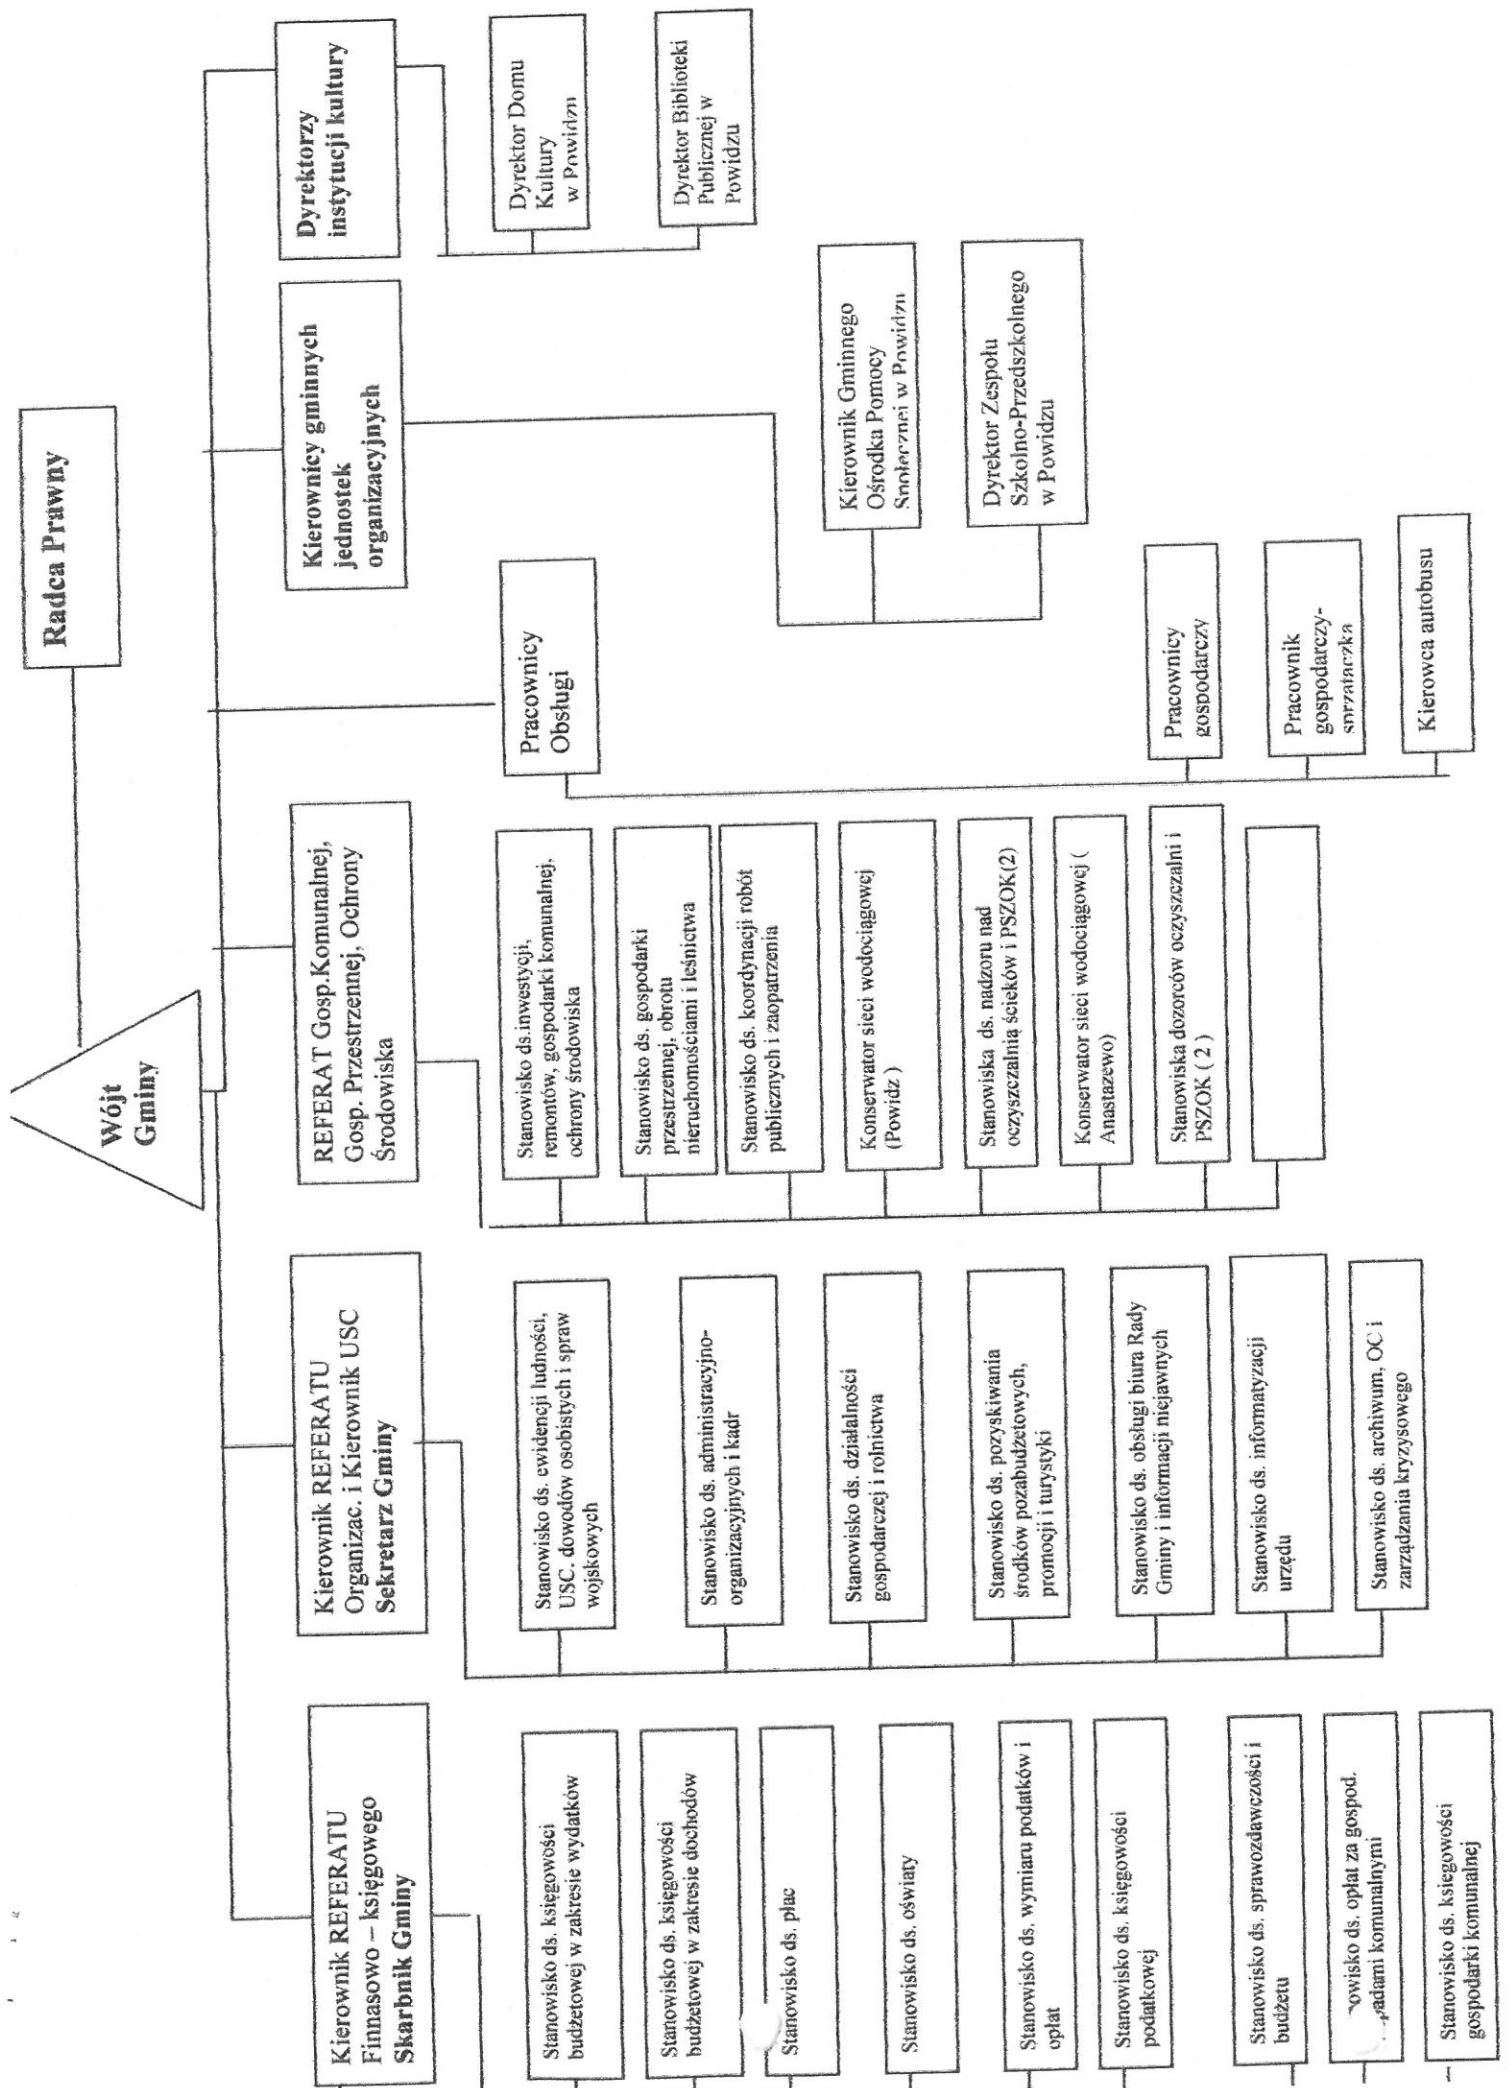 Wójt
Gminy
Radca Prawny
Kierownik REFERATU
Finnasowo – księgowego
Skarbnik Gminy
Stanowisko ds. księgowości
budżetowej w zakresie wydatków
Stanowisko ds. księgowości
budżetowej w zakresie dochodów
Stanowisko ds. płac
Stanowisko ds. oświaty
Stanowisko ds. wymiaru podatków i
opłat
Stanowisko ds. księgowości
podatkowej
Stanowisko ds. sprawozdawczości i
budżetu
ds. opłat za gospod.
komunalnymi
Stanowisko ds. księgowości
gospodarki komunalnej
Kierownik REFERATU
Organizac. i Kierownik USC
Sekretarz Gminy
Stanowisko ds. ewidencji ludności,
USC. dowodów osobistych i spraw
wojskowych
Stanowisko ds. administracyjno-
organizacyjnych i kadr
Stanowisko ds. działalności
gospodarczej i rolnictwa
Stanowisko ds. pozyskiwania
środków pozabudżetowych,
promocji i turystyki
Stanowisko ds. obsługi biura Rady
Gminy i informacji niejawnych
Stanowisko ds. informatyzacji
urzędu
Stanowisko ds. archiwum, OC i
zarządzania kryzysowego
REFERAT Gosp.Komunalnej,
Gosp. Przestrzennej, Ochrony
Środowiska
Stanowisko ds.inwestycji,
remontów, gospodarki komunalnej,
ochrony środowiska
Stanowisko ds. gospodarki
przestrzennej, obrotu
nieruchomościami i leśnictwa
Stanowisko ds. koordynacji robót
publicznych i zaopatrzenia
Konserwator sieci wodociągowej
(Powidz )
Stanowiska ds. nadzoru nad
oczyszczalnią ścieków i PSZOK(2)
Konserwator sieci wodociągowej (
Anastazewo)
Stanowiska dozorców oczyszczalni i
PSZOK ( 2 )
Pracownicy
Obsługi
Pracownicy
gospodarczy
Pracownik
gospodarczy-
sprzątaczka
Kierowca autobusu
Kierownicy gminnych
jednostek
organizacyjnych
Kierownik Gminnego
Ośrodka Pomocy
Społecznej w Powidzu
Dyrektor Zespołu
Szkolno-Przedszkolnego
w Powidzu
Dyrektorzy
instytucji kultury
Dyrektor Domu
Kultury
w Powidzu
Dyrektor Biblioteki
Publicznej w
Powidzu